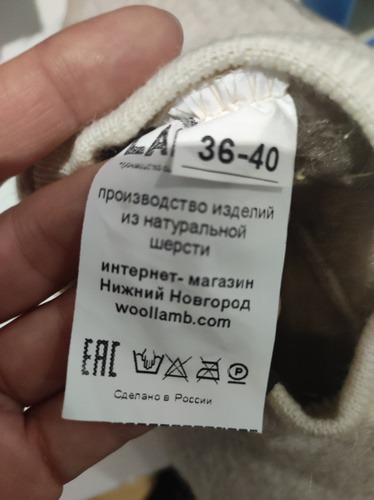 36-40
производство изделий
из натуральной
шерсти
интернет- магазин
Нижний Новгород
woollamb.com
EAC
P
Сделано в России